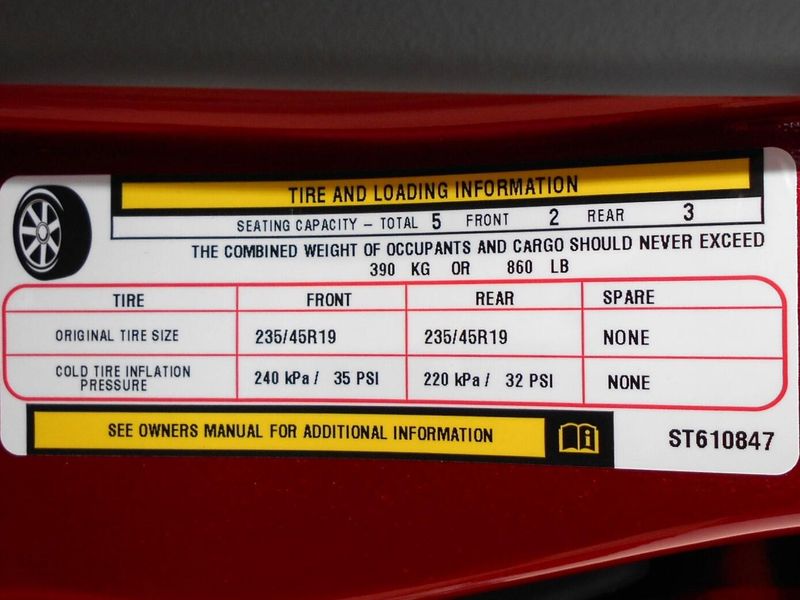 TIRE AND LOADING INFORMATION
SEATING CAPACITY – TOTAL 5 FRONT 2 REAR 3
THE COMBINED WEIGHT OF OCCUPANTS AND CARGO SHOULD NEVER EXCEED
390 KG OR 860 LB
TIRE FRONT REAR SPARE
ORIGINAL TIRE SIZE 235/45R19 235/45R19 NONE
COLD TIRE INFLATION
PRESSURE 240 kPa / 35 PSI 220 kPa / 32 PSI NONE
SEE OWNERS MANUAL FOR ADDITIONAL INFORMATION
ST610847